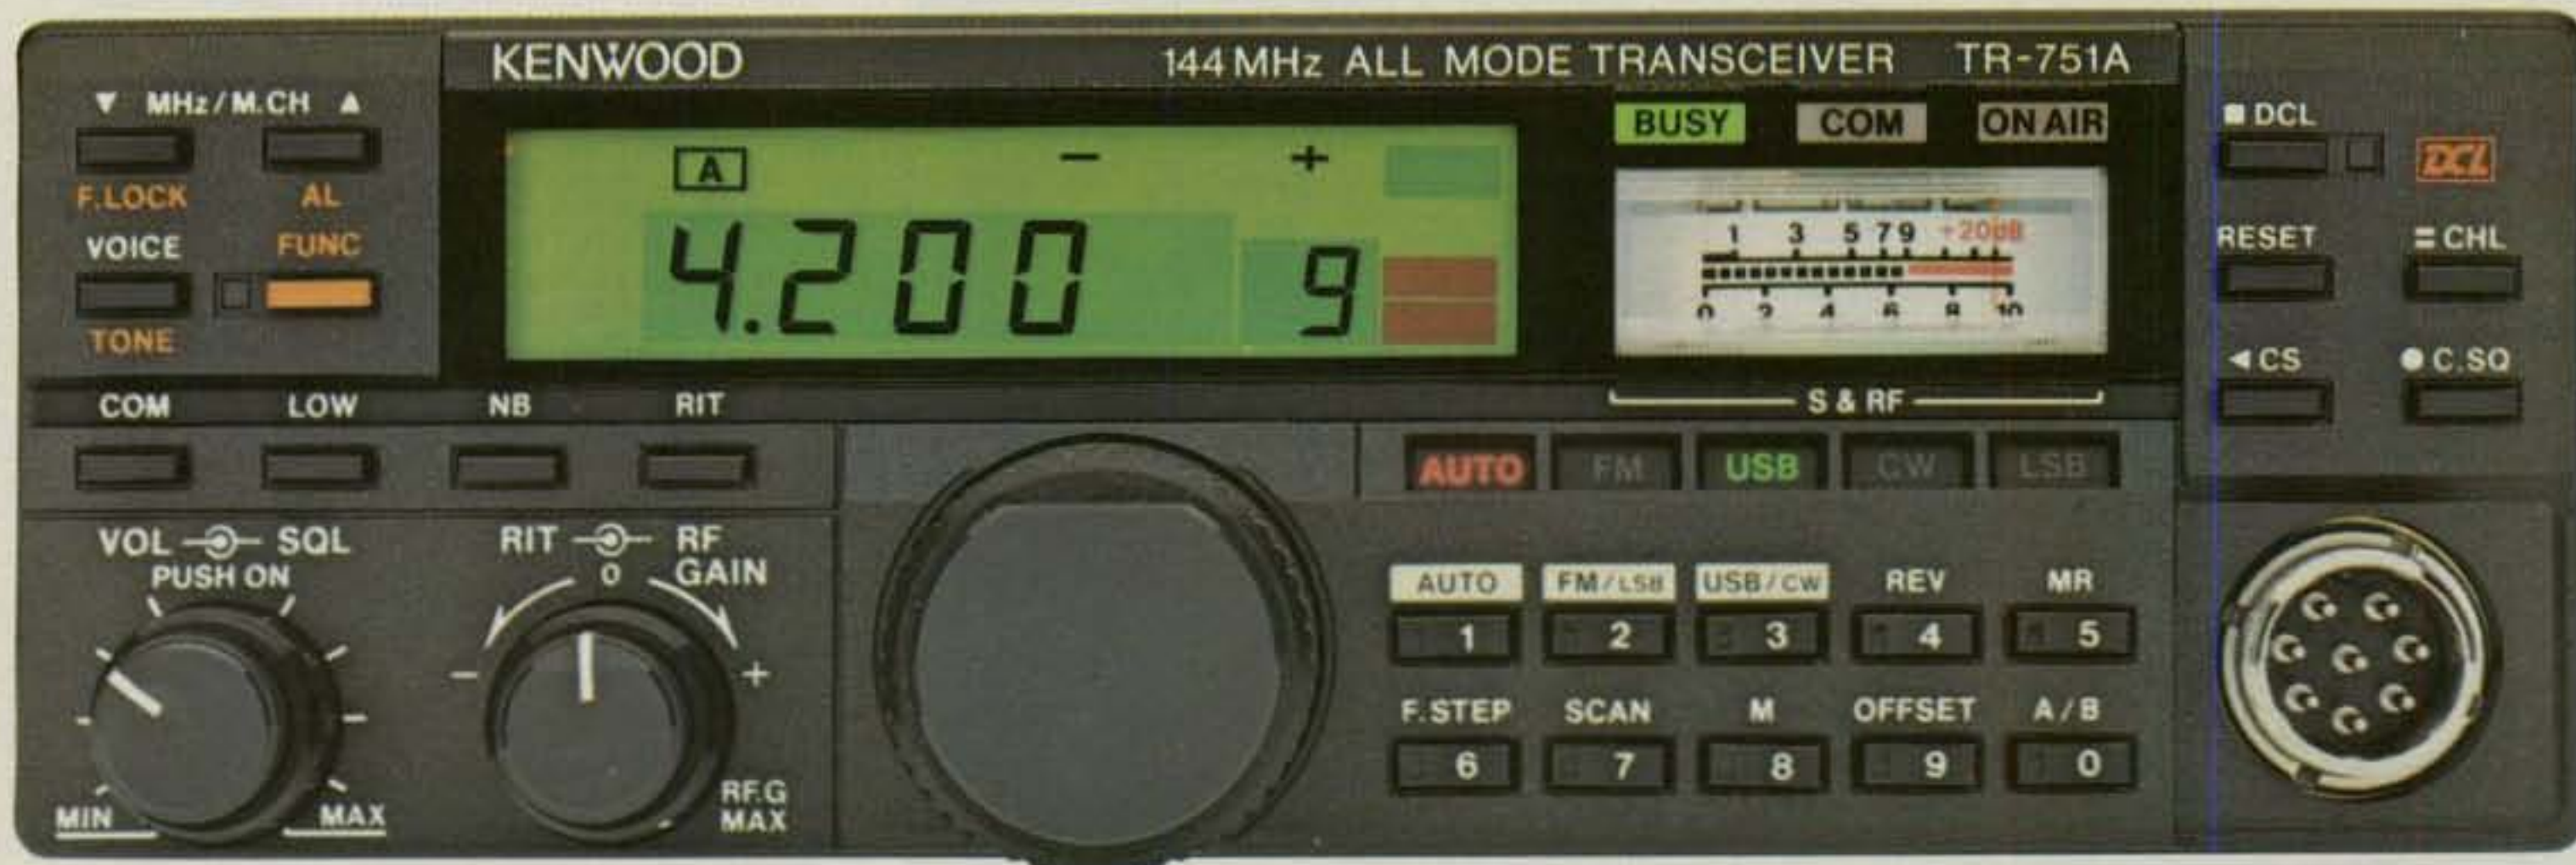 KENWOOD 144 MHz ALL MODE TRANSCEIVER TR-751A
▼ MHz/M.CH ▲
F.LOCK AL
VOICE FUNC
TONE
A - +
4.200 9
BUSY COM ON AIR
1 3 5 7 9 +20dB
0 2 4 6 8 10
S & RF
■ DCL DCL
RESET = CHL
◄ CS ● C.SQ
COM LOW NB RIT
AUTO FM USB CW LSB
VOL SQL
PUSH ON
MIN MAX
RIT RF
0 GAIN
- +
RF.G
MAX
AUTO FM/LSB USB/CW REV MR
1 2 3 4 5
F.STEP SCAN M OFFSET A/B
6 7 8 9 0